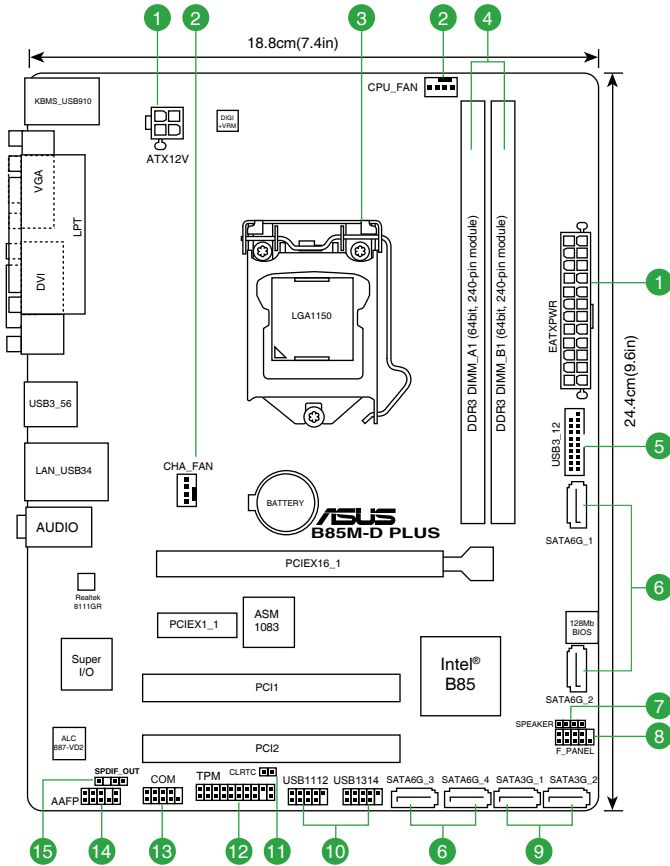 1
2
3
2
4
18.8cm(7.4in)
CPU_FAN
KBMS_USB910
DIGI
+VRM
ATX12V
VGA
LPT
DVI
LGA1150
DDR3 DIMM_A1 (64bit, 240-pin module)
DDR3 DIMM_B1 (64bit, 240-pin module)
EATXPWR
1
24.4cm(9.6in)
USB3_56
USB3_12
5
LAN_USB34
CHA_FAN
BATTERY
AUDIO
ASUS
B85M-D PLUS
SATA6G_1
PCIEX16_1
6
Realtek
8111GR
PCIEX1_1
ASM
1083
128Mb
BIOS
Super
I/O
Intel®
B85
PCI1
SATA6G_2
7
SPEAKER
8
F_PANEL
ALC
887-VD2
PCI2
SPDIF_OUT
AAFP
COM
TPM
CLRTC
USB1112
USB1314
SATA6G_3
SATA6G_4
SATA3G_1
SATA3G_2
15
14
13
12
11
10
6
9